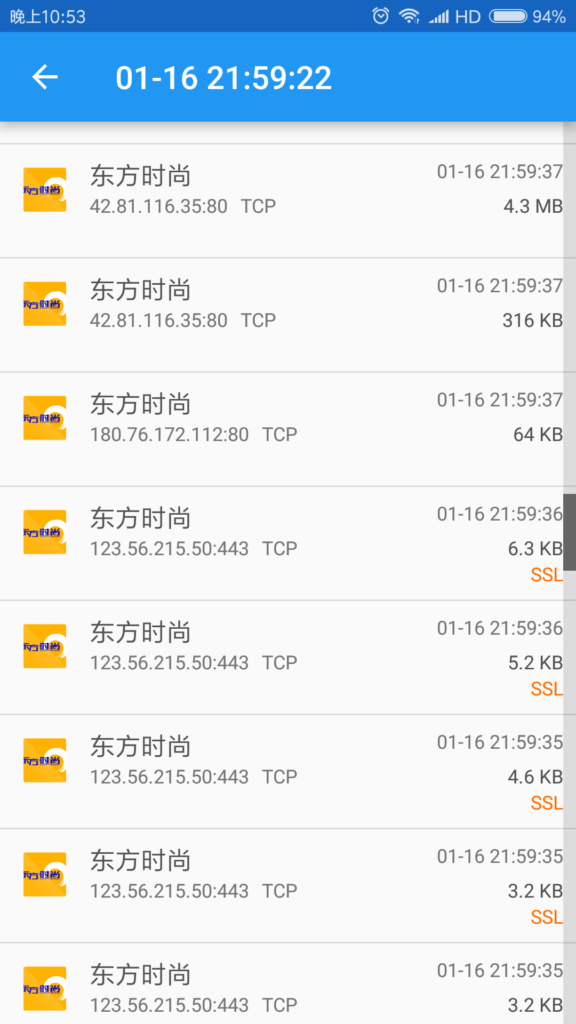 晚上10:53 HD 94%
01-16 21:59:22
东方时尚 01-16 21:59:37
42.81.116.35:80 TCP 4.3 MB
东方时尚 01-16 21:59:37
42.81.116.35:80 TCP 316 KB
东方时尚 01-16 21:59:37
180.76.172.112:80 TCP 64 KB
东方时尚 01-16 21:59:36
123.56.215.50:443 TCP 6.3 KB
SSL
东方时尚 01-16 21:59:36
123.56.215.50:443 TCP 5.2 KB
SSL
东方时尚 01-16 21:59:35
123.56.215.50:443 TCP 4.6 KB
SSL
东方时尚 01-16 21:59:35
123.56.215.50:443 TCP 3.2 KB
SSL
东方时尚 01-16 21:59:35
123.56.215.50:443 TCP 3.2 KB